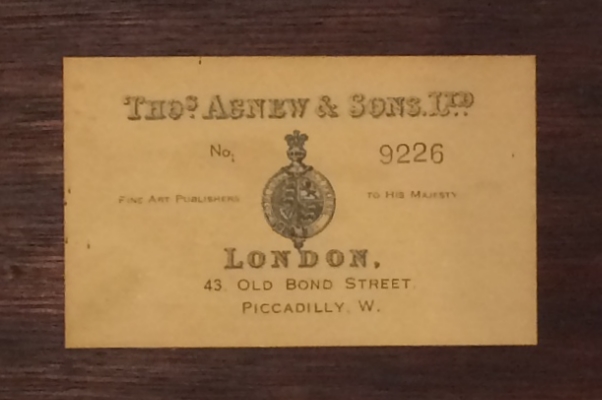 THOS. AGNEW & SONS. LTD.
No. 9226
FINE ART PUBLISHERS TO HIS MAJESTY
LONDON,
43, OLD BOND STREET
PICCADILLY, W.